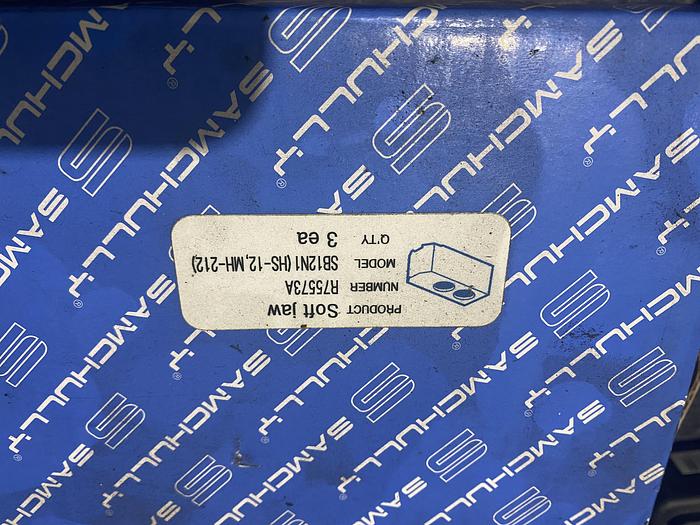 PRODUCT Soft jaw
NUMBER R75573A
MODEL SB12N1 (HS-12, MH-212)
Q'TY 3 ea
SAMCHULLY®